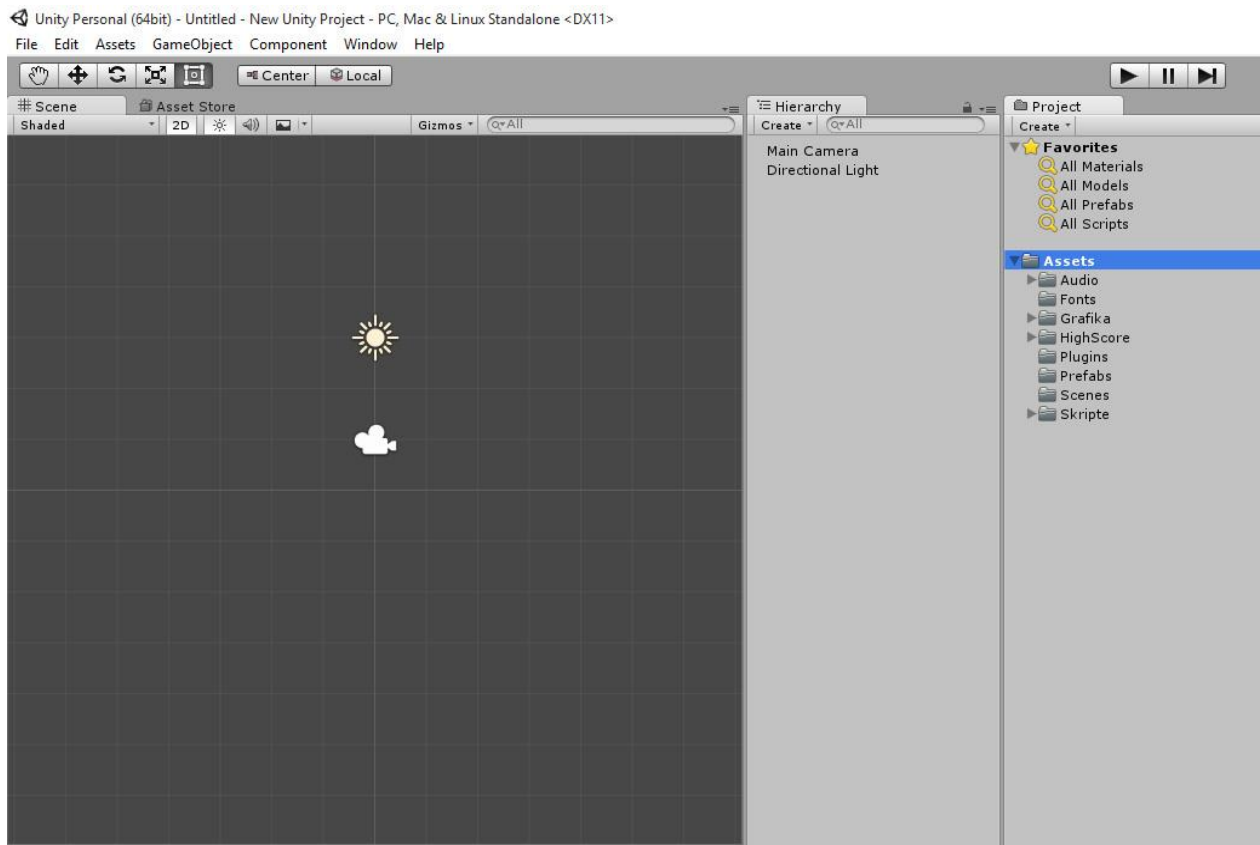 Unity Personal (64bit) - Untitled - New Unity Project - PC, Mac & Linux Standalone <DX11>
File Edit Assets GameObject Component Window Help
Center Local
Scene Asset Store
Shaded 2D Gizmos All
Hierarchy
Create All
Main Camera
Directional Light
Project
Create
Favorites
All Materials
All Models
All Prefabs
All Scripts
Assets
Audio
Fonts
Grafika
HighScore
Plugins
Prefabs
Scenes
Skripte